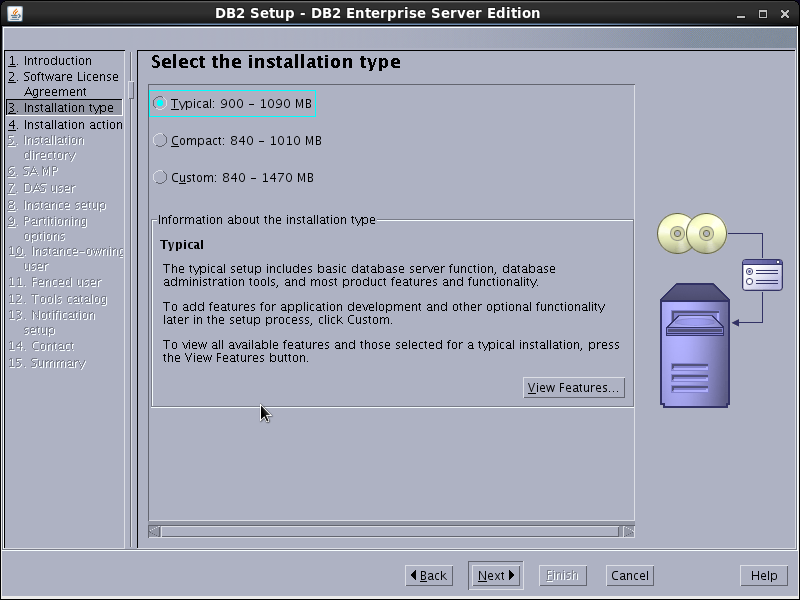 DB2 Setup - DB2 Enterprise Server Edition
1. Introduction
2. Software License
Agreement
3. Installation type
4. Installation action
5. Installation
directory
6. SA MP
7. DAS user
8. Instance setup
9. Partitioning
options
10. Instance-owning
user
11. Fenced user
12. Tools catalog
13. Notification
setup
14. Contact
15. Summary
Select the installation type
Typical: 900 - 1090 MB
Compact: 840 - 1010 MB
Custom: 840 - 1470 MB
Information about the installation type
Typical
The typical setup includes basic database server function, database
administration tools, and most product features and functionality.
To add features for application development and other optional functionality
later in the setup process, click Custom.
To view all available features and those selected for a typical installation, press
the View Features button.
View Features...
Back
Next
Finish
Cancel
Help